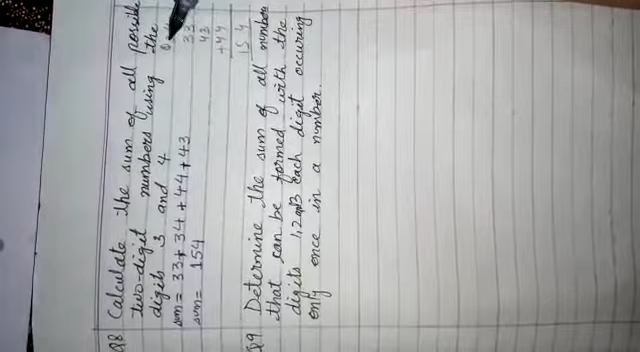 Q8 Calculate the sum of all possible
two-digit numbers using the
digits 3 and 4
sum = 33+34+44+43
sum = 154
33
43
+44
154
Q9 Determine the sum of all numbers
that can be formed with the
digits 1,2 and 3 each digit occuring
only once in a number.